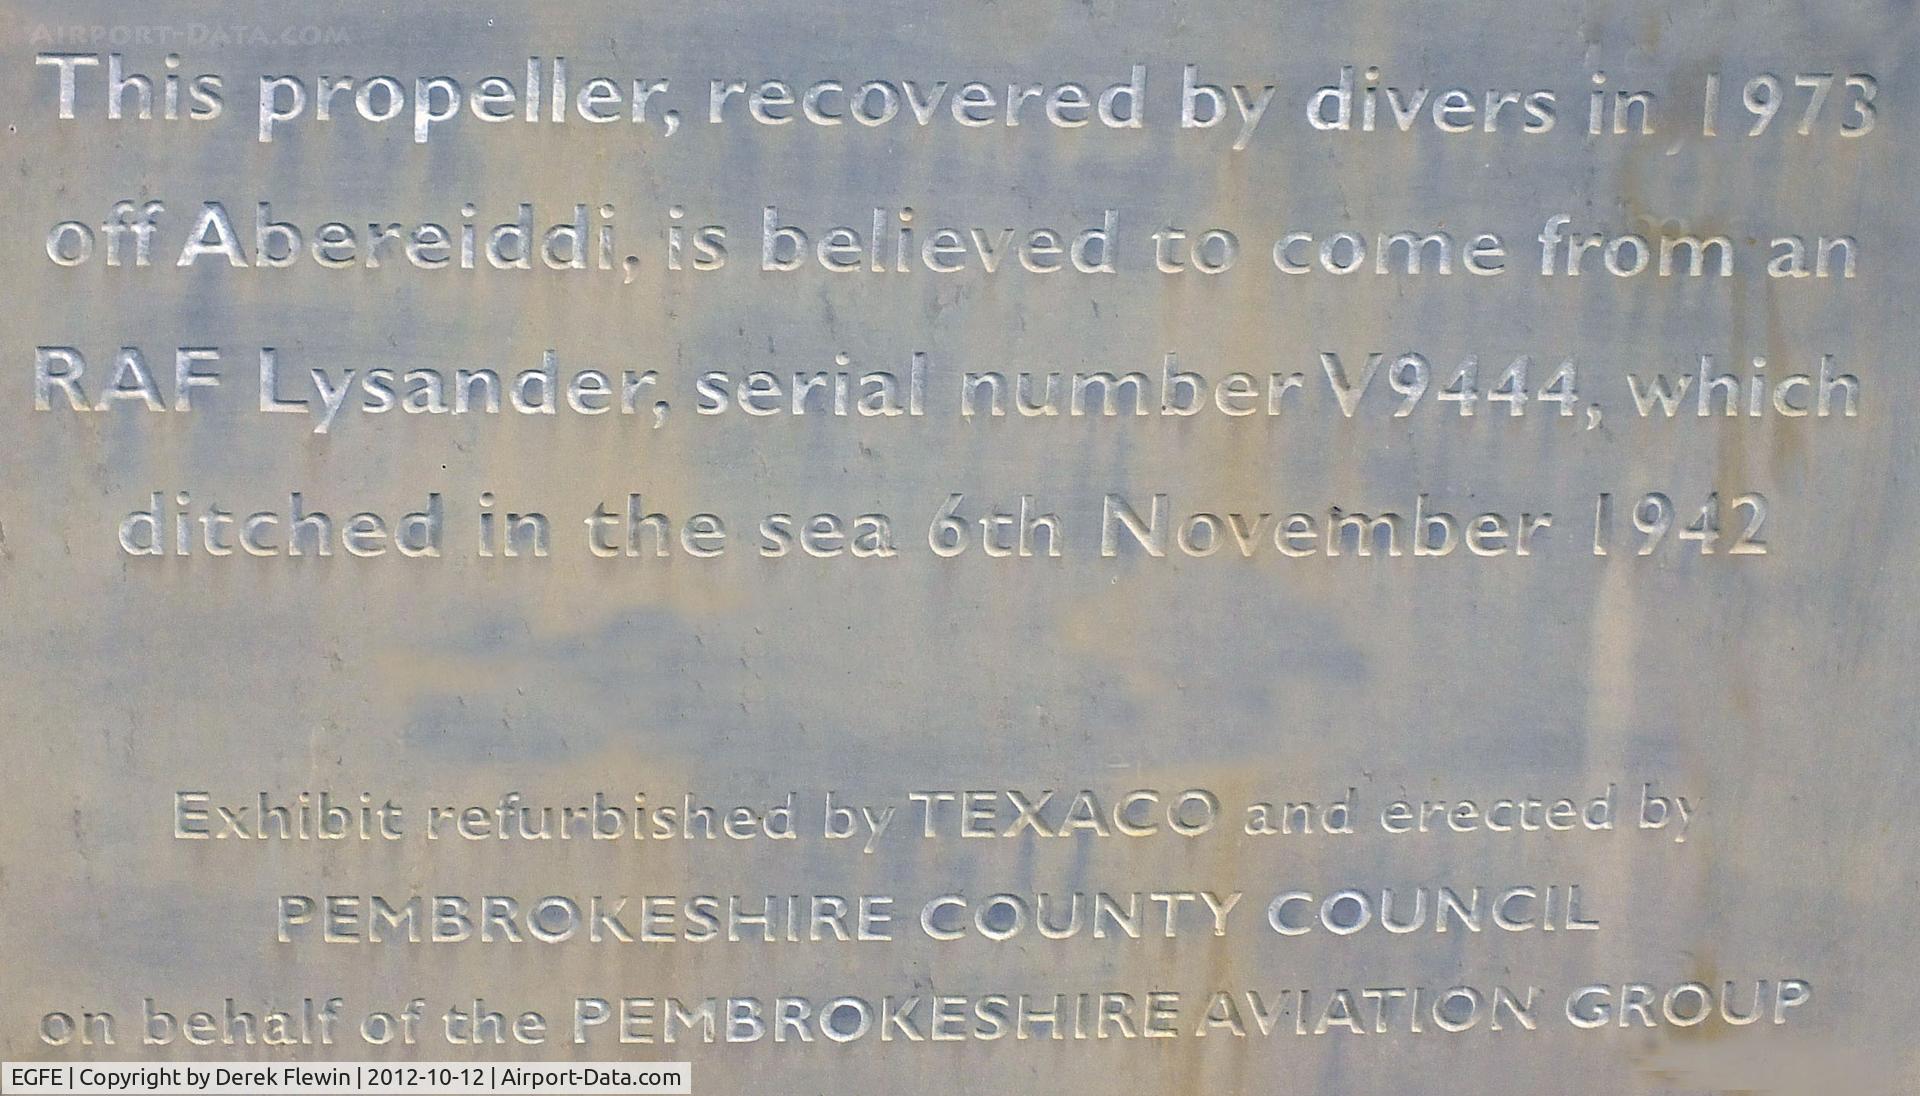 AIRPORT-DATA.COM
This propeller, recovered by divers in 1973
off Abereiddi, is believed to come from an
RAF Lysander, serial number V9444, which
ditched in the sea 6th November 1942
Exhibit refurbished by TEXACO and erected by
PEMBROKESHIRE COUNTY COUNCIL
on behalf of the PEMBROKESHIRE AVIATION GROUP
EGFE | Copyright by Derek Flewin | 2012-10-12 | Airport-Data.com